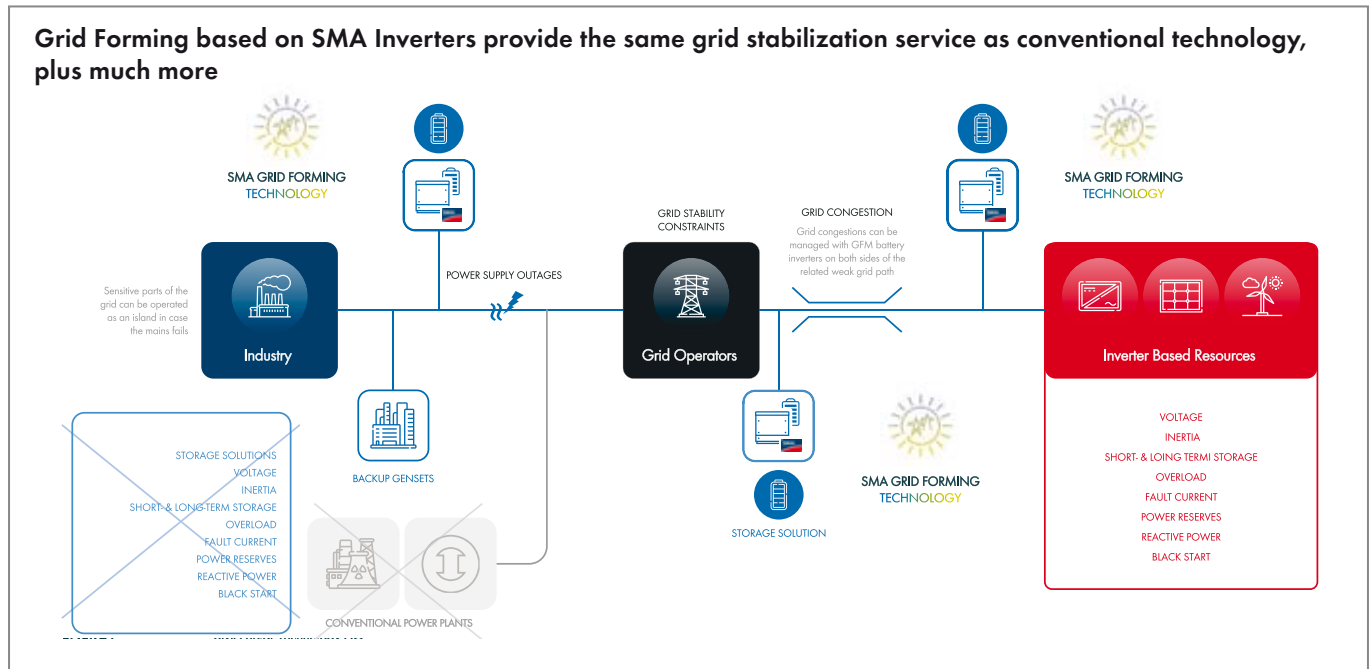 Grid Forming based on SMA Inverters provide the same grid stabilization service as conventional technology,
plus much more
SMA GRID FORMING
TECHNOLOGY
SMA GRID FORMING
TECHNOLOGY
GRID STABILITY
CONSTRAINTS
GRID CONGESTION
Grid congestions can be
managed with GFM battery
inverters on both sides of the
related weak grid path
POWER SUPPLY OUTAGES
Sensitive parts of the
grid can be operated
as an island in case
the mains fails
Industry
Grid Operators
Inverter Based Resources
STORAGE SOLUTIONS
VOLTAGE
INERTIA
SHORT- & LONG-TERM STORAGE
OVERLOAD
FAULT CURRENT
POWER RESERVES
REACTIVE POWER
BLACK START
BACKUP GENSETS
CONVENTIONAL POWER PLANTS
SMA GRID FORMING
TECHNOLOGY
STORAGE SOLUTION
VOLTAGE
INERTIA
SHORT- & LOING TERMI STORAGE
OVERLOAD
FAULT CURRENT
POWER RESERVES
REACTIVE POWER
BLACK START